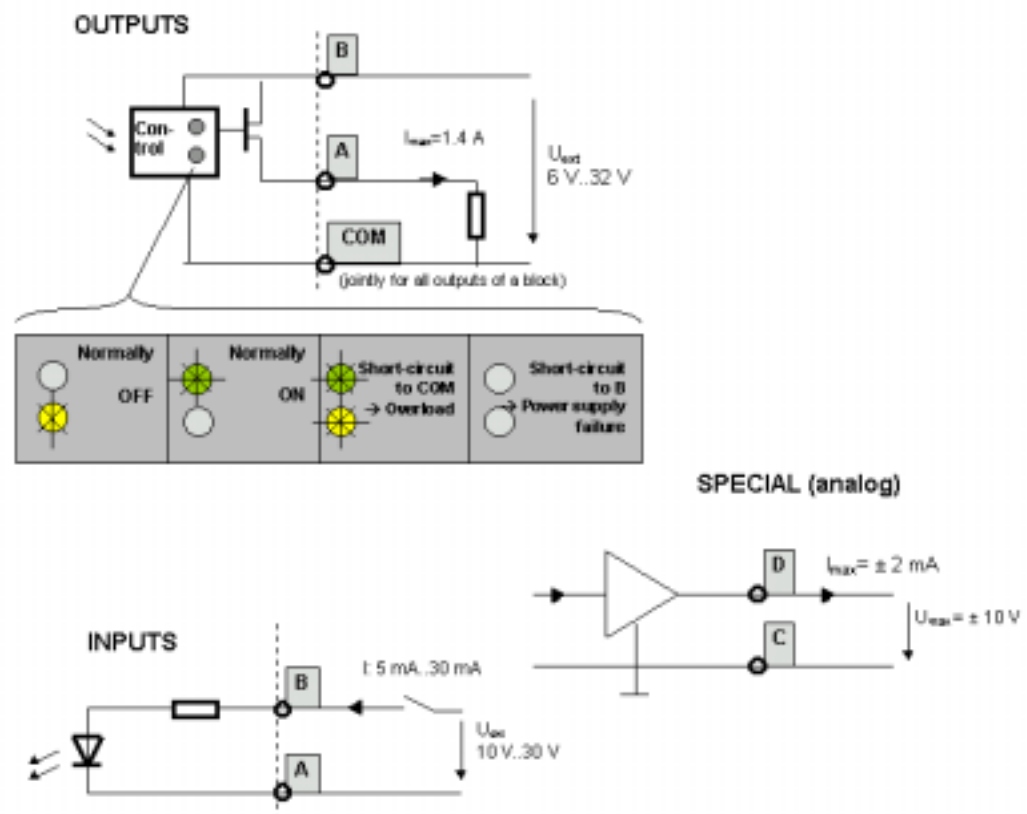 OUTPUTS
B
Con-
trol
A
Imax=1.4 A
Uext
6 V..32 V
COM
(jointly for all outputs of a block)
Normally
OFF
Normally
ON
Short-circuit
to COM
→ Overload
Short-circuit
to B
→ Power supply
failure
SPECIAL (analog)
D
Imax= ± 2 mA
C
Umax= ± 10 V
INPUTS
B
I: 5 mA..30 mA
10 V..30 V
A